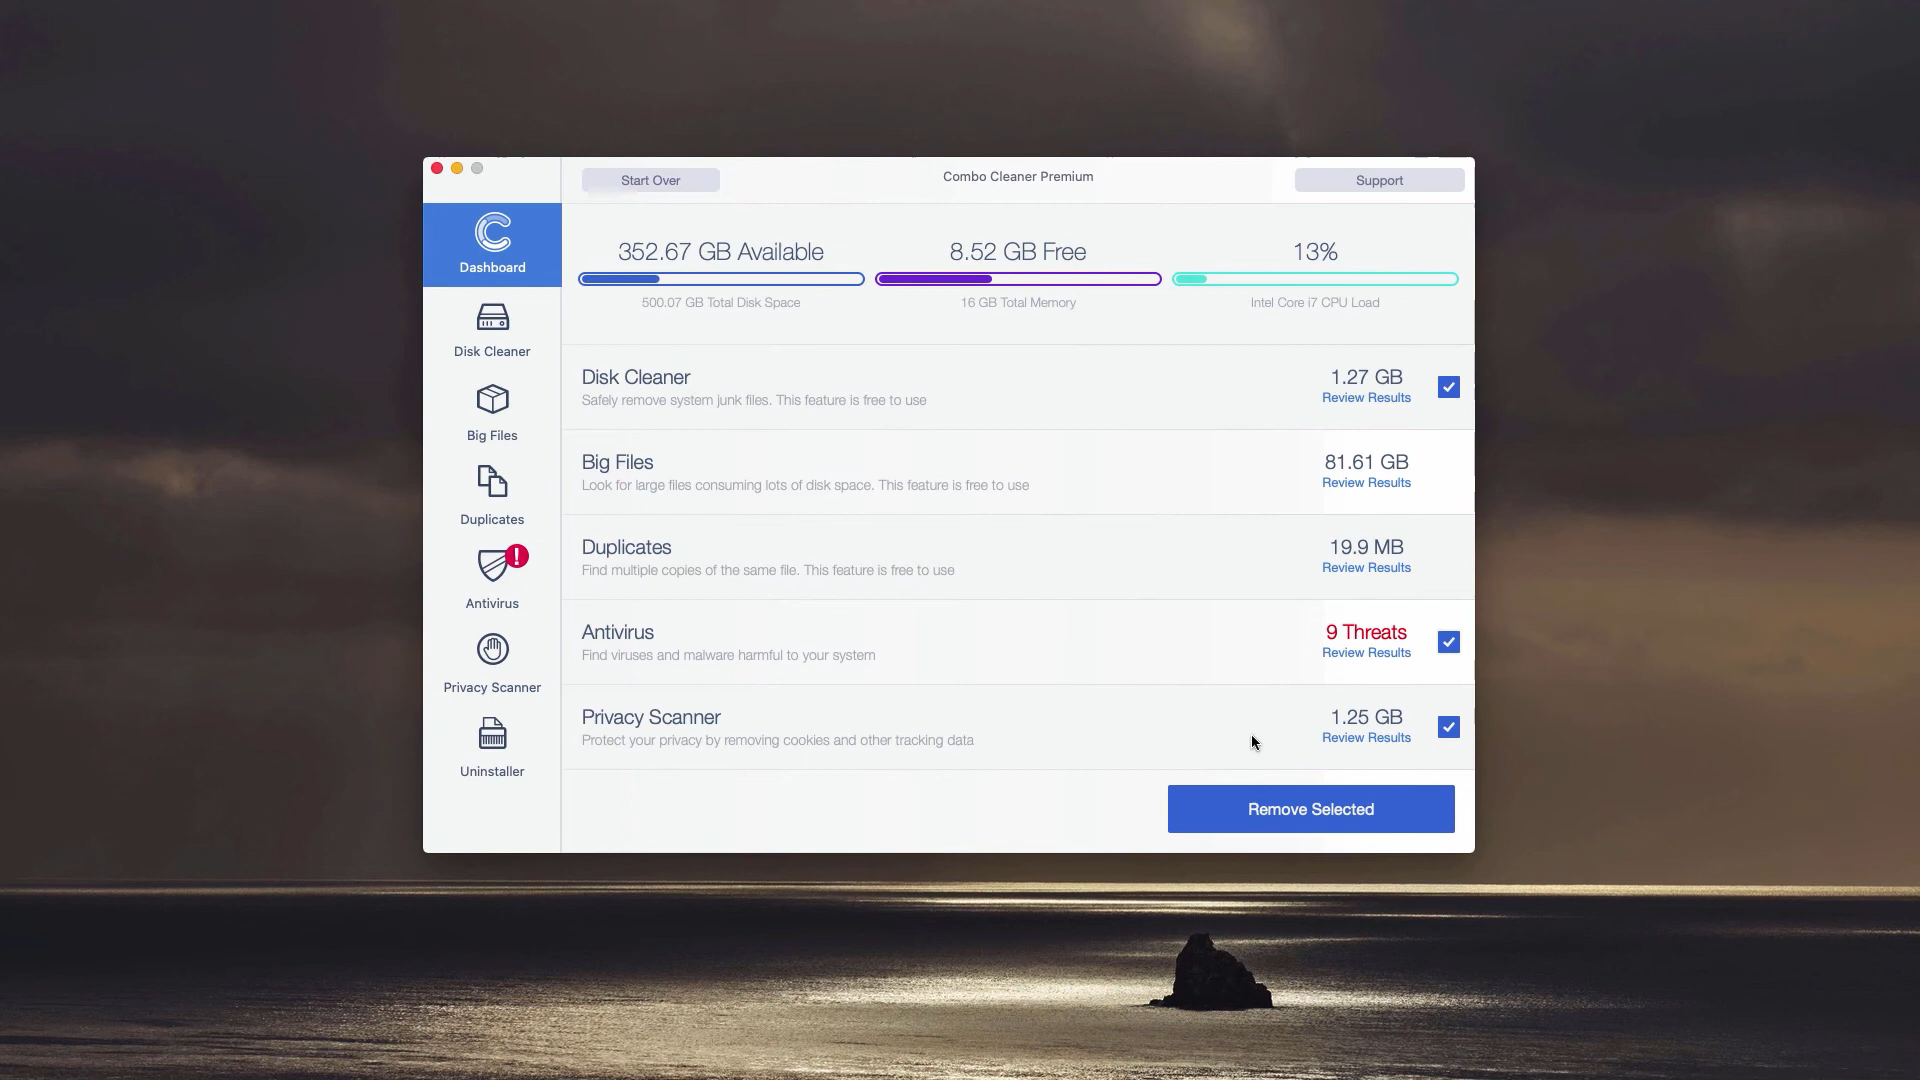 Start Over
Combo Cleaner Premium
Support
Dashboard
Disk Cleaner
Big Files
Duplicates
Antivirus
Privacy Scanner
Uninstaller
352.67 GB Available
500.07 GB Total Disk Space
8.52 GB Free
16 GB Total Memory
13%
Intel Core i7 CPU Load
Disk Cleaner
Safely remove system junk files. This feature is free to use
1.27 GB
Review Results
Big Files
Look for large files consuming lots of disk space. This feature is free to use
81.61 GB
Review Results
Duplicates
Find multiple copies of the same file. This feature is free to use
19.9 MB
Review Results
Antivirus
Find viruses and malware harmful to your system
9 Threats
Review Results
Privacy Scanner
Protect your privacy by removing cookies and other tracking data
1.25 GB
Review Results
Remove Selected